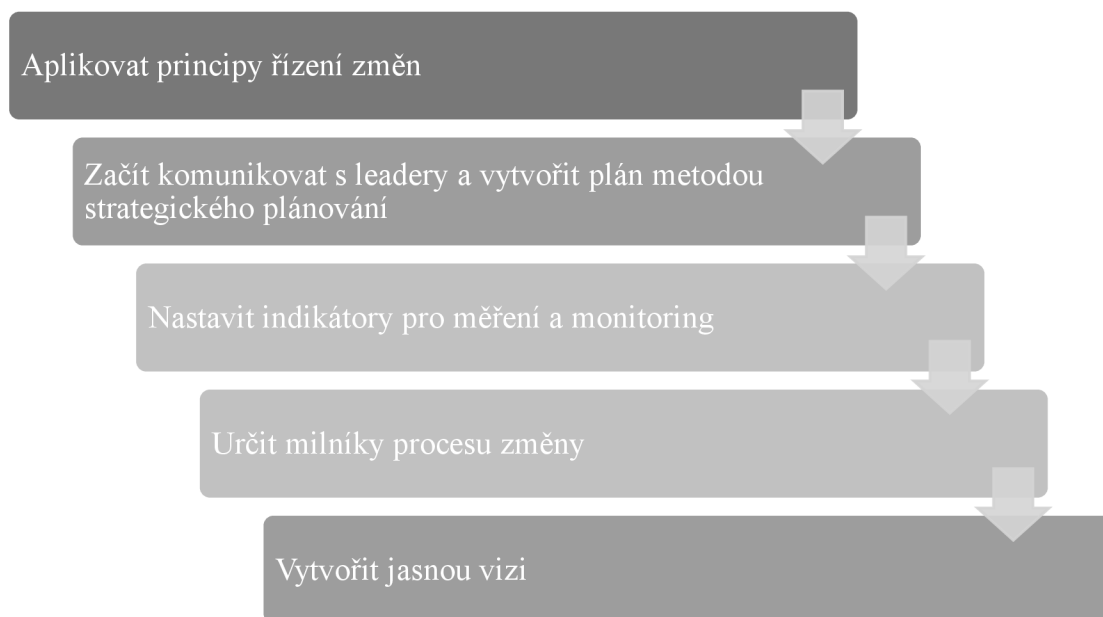 Aplikovat principy řízení změn
Začít komunikovat s leadery a vytvořit plán metodou
strategického plánování
Nastavit indikátory pro měření a monitoring
Určit milníky procesu změny
Vytvořit jasnou vizi